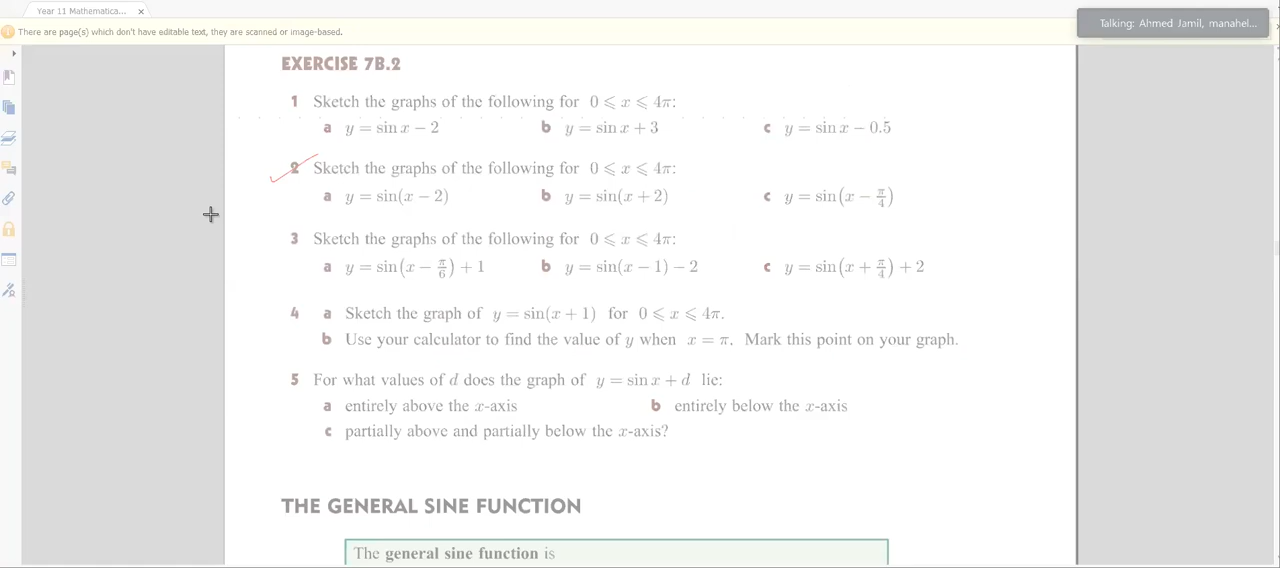 Year 11 Mathematica... ×
Talking: Ahmed Jamil, manahel...
There are page(s) which don't have editable text, they are scanned or image-based.
EXERCISE 7B.2
1 Sketch the graphs of the following for 0 ⩽ x ⩽ 4π:
a y = sin x − 2 b y = sin x + 3 c y = sin x − 0.5
2 Sketch the graphs of the following for 0 ⩽ x ⩽ 4π:
a y = sin(x − 2) b y = sin(x + 2) c y = sin(x − π/4)
3 Sketch the graphs of the following for 0 ⩽ x ⩽ 4π:
a y = sin(x − π/6) + 1 b y = sin(x − 1) − 2 c y = sin(x + π/4) + 2
4 a Sketch the graph of y = sin(x + 1) for 0 ⩽ x ⩽ 4π.
b Use your calculator to find the value of y when x = π. Mark this point on your graph.
5 For what values of d does the graph of y = sin x + d lie:
a entirely above the x-axis b entirely below the x-axis
c partially above and partially below the x-axis?
THE GENERAL SINE FUNCTION
The general sine function is